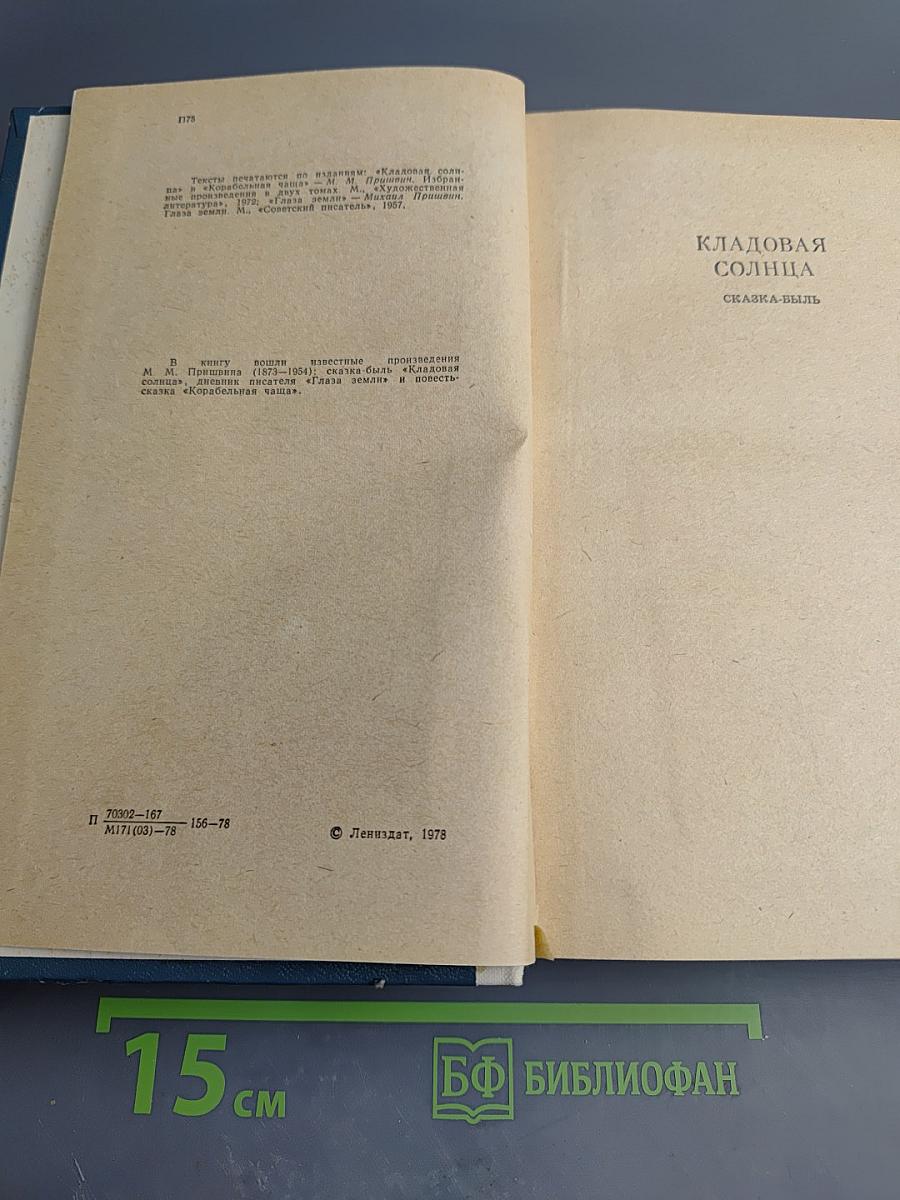 П78
Тексты печатаются по изданиям: «Кладовая солн-
ца» и «Корабельная чаща» — М. М. Пришвин. Избран-
ные произведения в двух томах. М., «Художественная
литература», 1972; «Глаза земли» — Михаил Пришвин.
Глаза земли. М., «Советский писатель», 1957.
В книгу вошли известные произведения
М. М. Пришвина (1873—1954): сказка-быль «Кладовая
солнца», дневник писателя «Глаза земли» и повесть-
сказка «Корабельная чаща».
П 70302—167
М171(03)—78 156—78
© Лениздат, 1978
КЛАДОВАЯ
СОЛНЦА
СКАЗКА-БЫЛЬ
15 см
БФ БИБЛИОФАН